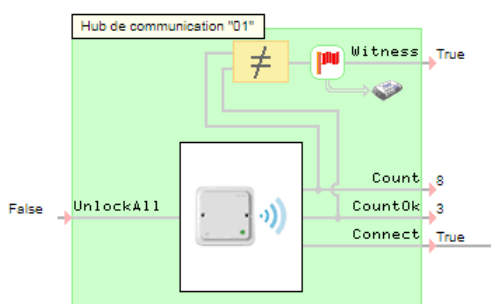 Hub de communication "01"
≠
Witness
True
Count
8
False
UnlockAll
CountOk
3
Connect
True